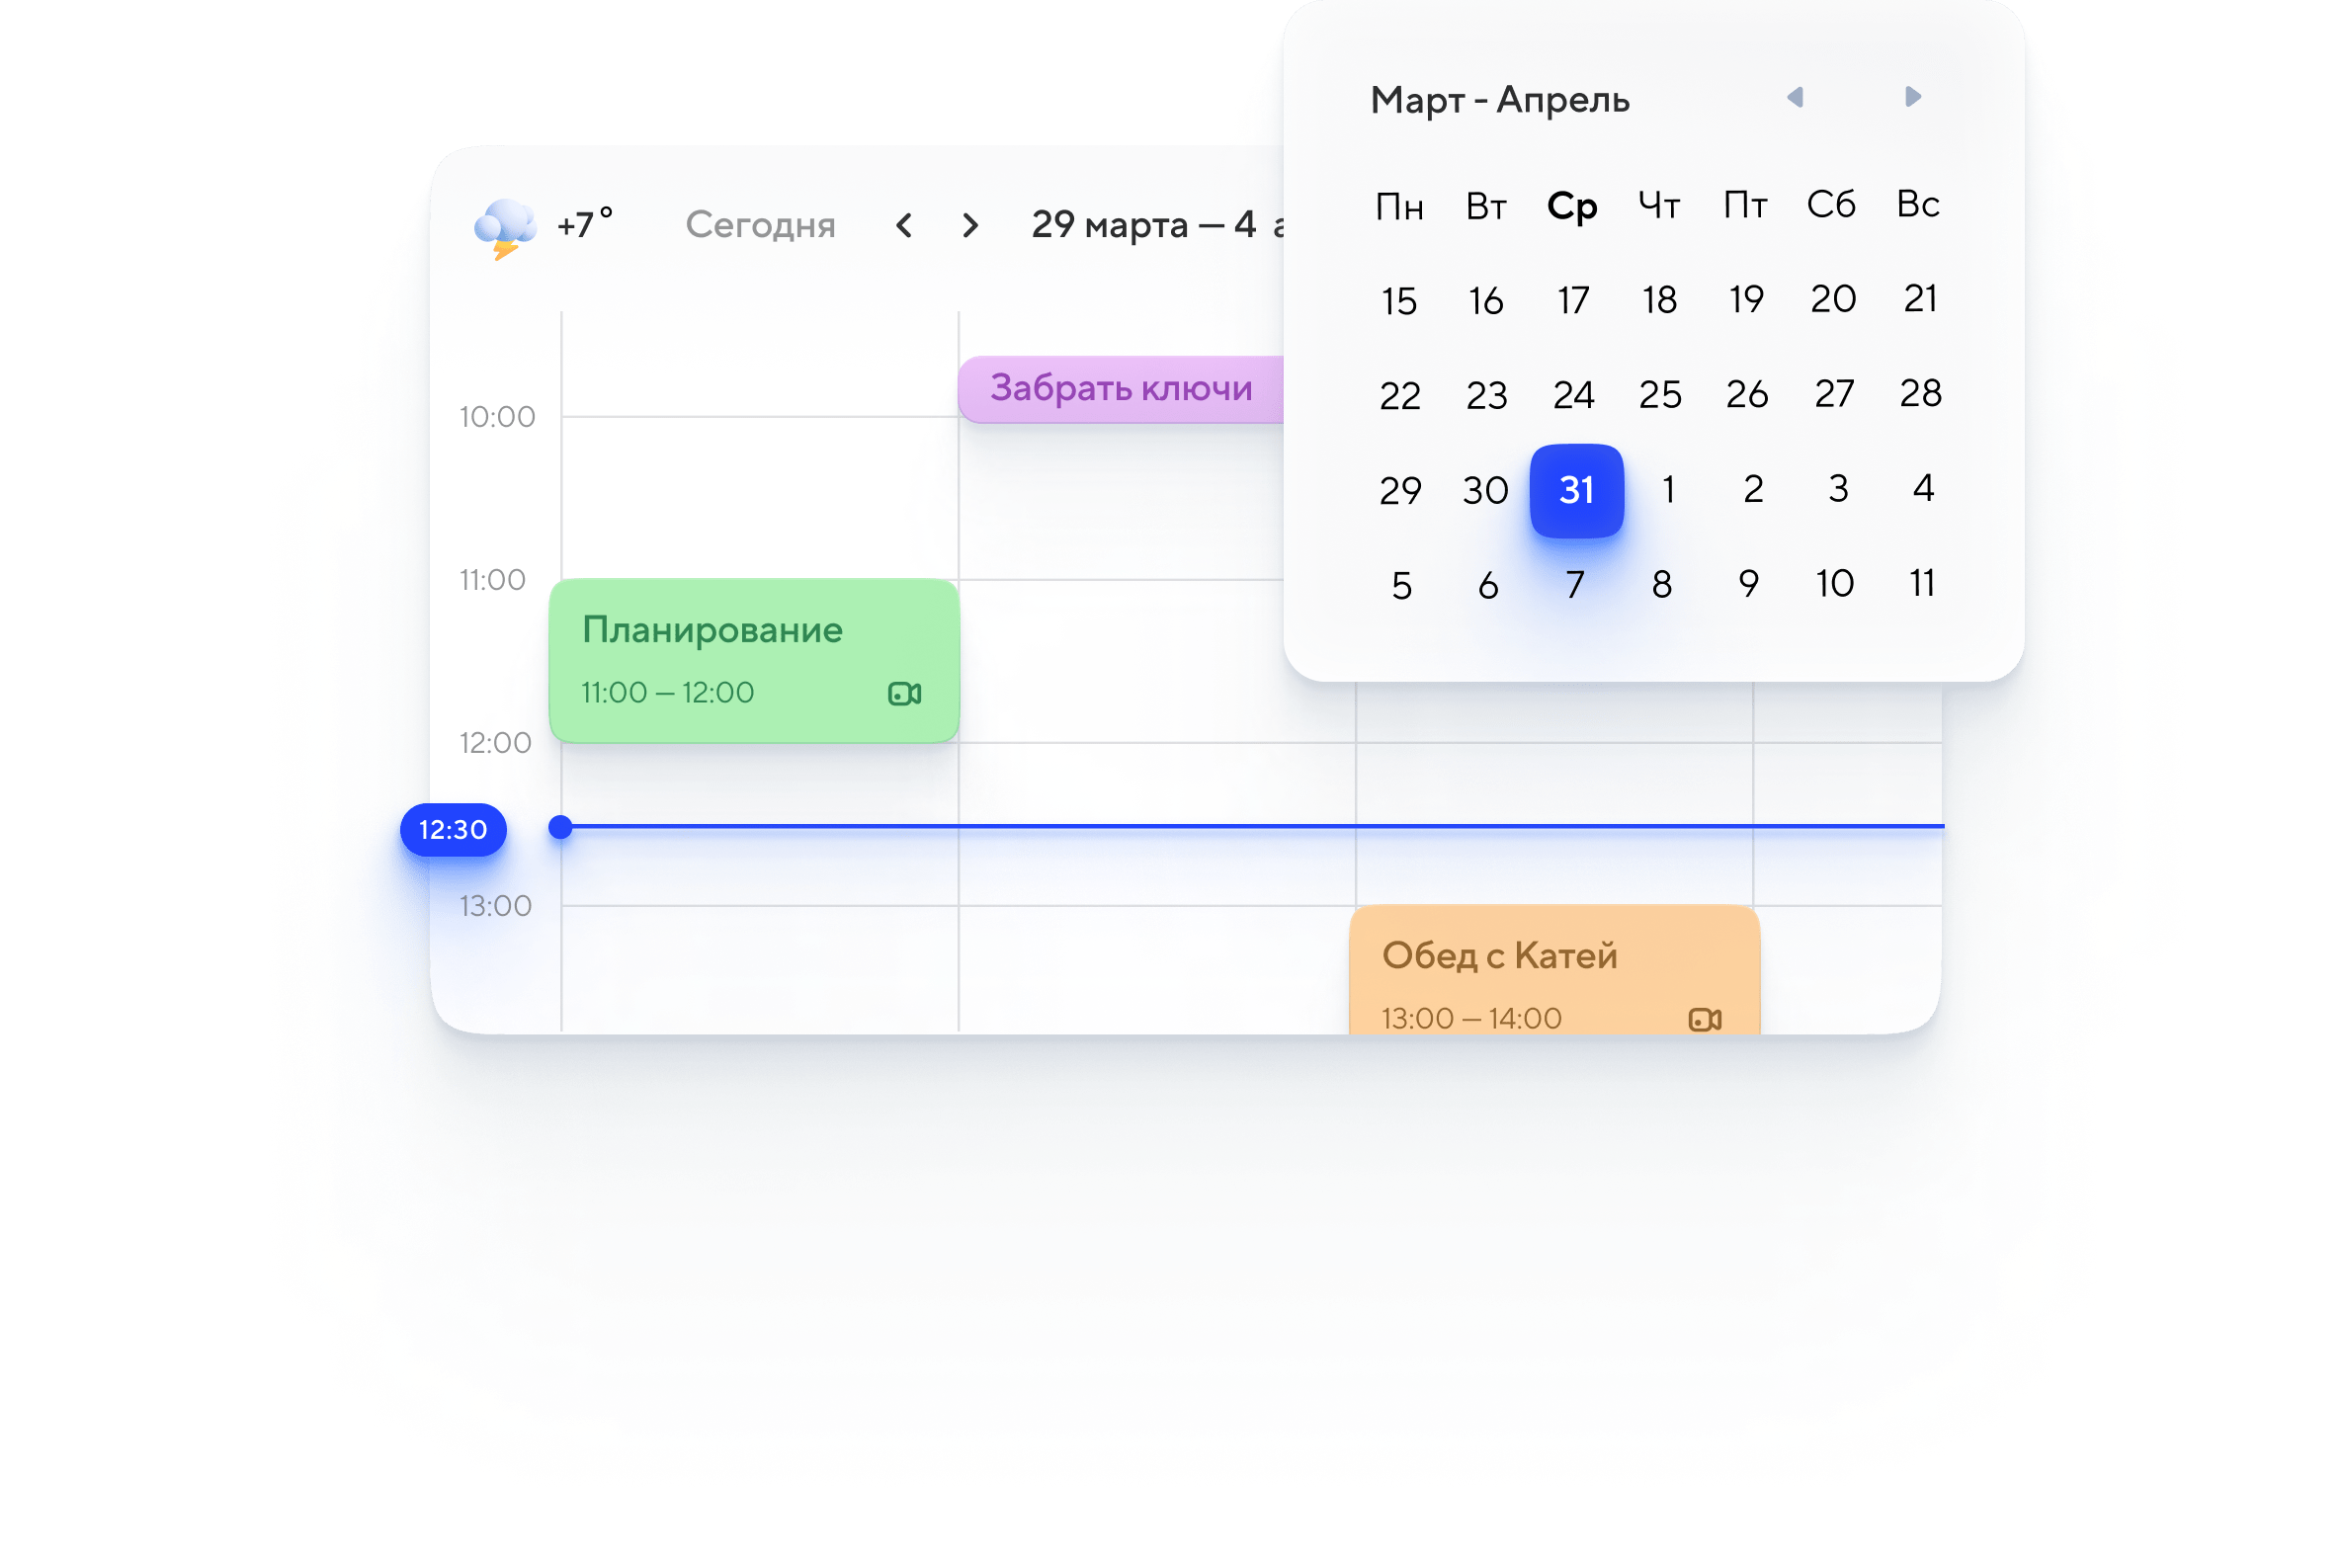 +7° Сегодня 29 марта — 4
10:00
11:00
12:00
12:30
13:00
Забрать ключи
Планирование
11:00 — 12:00
Обед с Катей
13:00 — 14:00
Март - Апрель
Пн Вт Ср Чт Пт Сб Вс
15 16 17 18 19 20 21
22 23 24 25 26 27 28
29 30 31 1 2 3 4
5 6 7 8 9 10 11